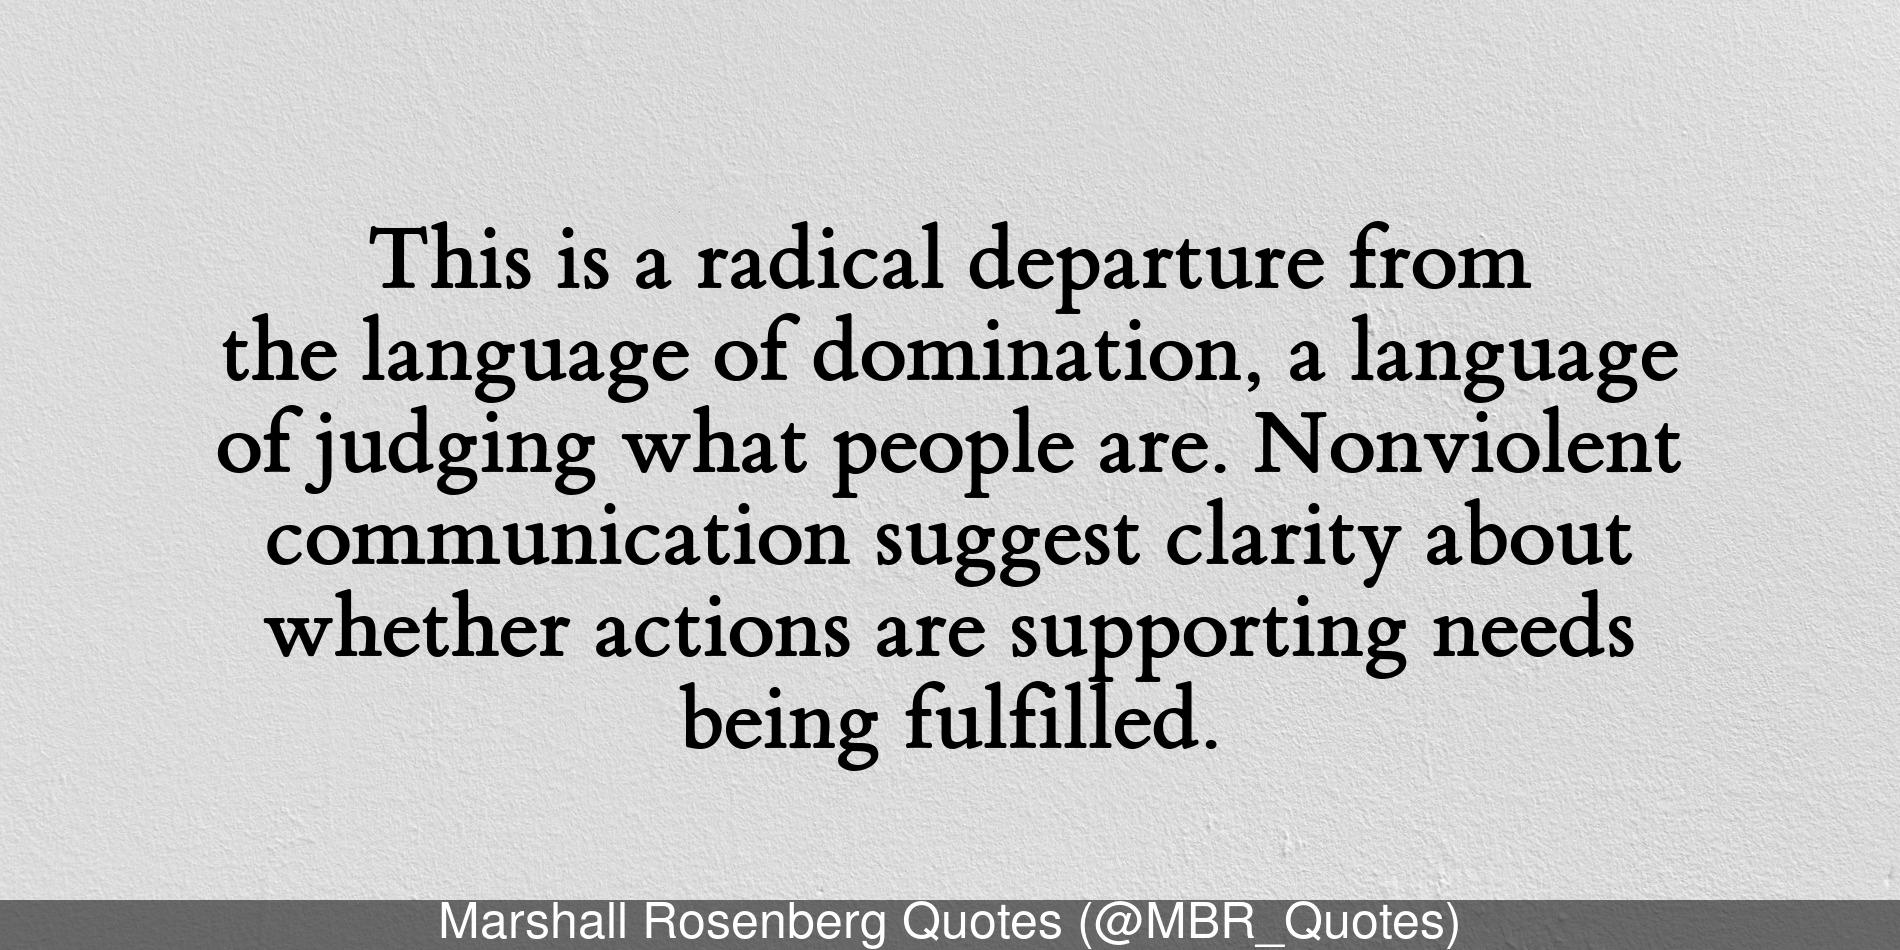 This is a radical departure from
the language of domination, a language
of judging what people are. Nonviolent
communication suggest clarity about
whether actions are supporting needs
being fulfilled.
Marshall Rosenberg Quotes (@MBR_Quotes)